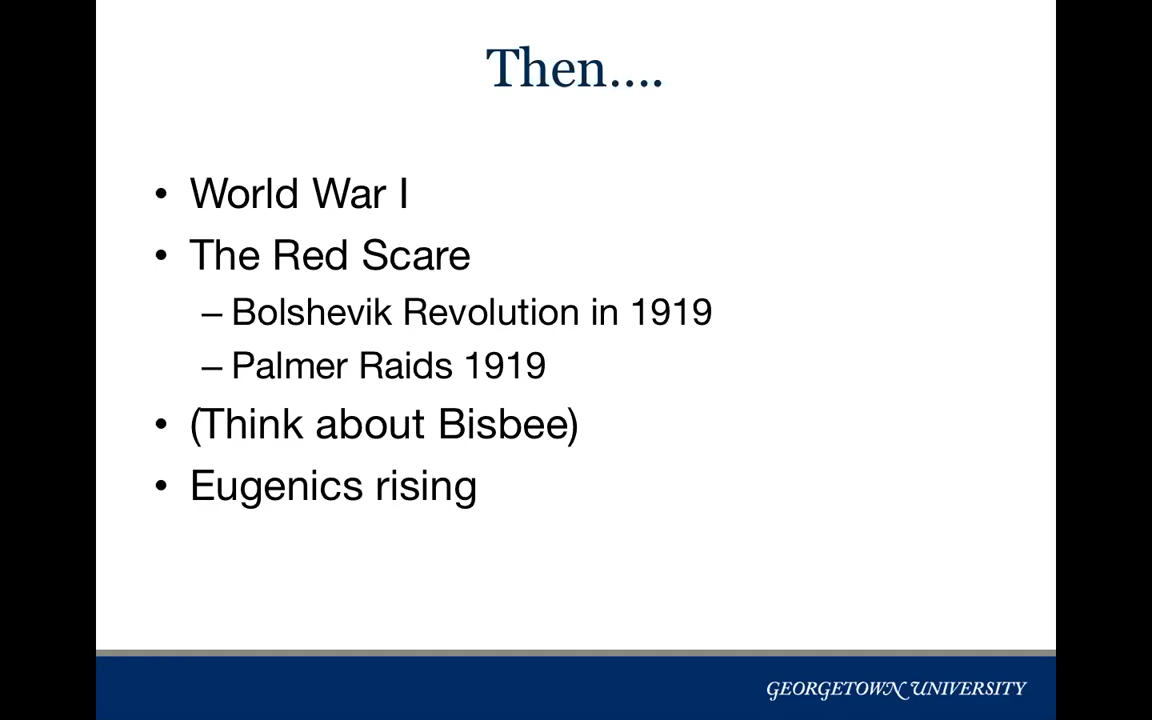 Then....
• World War I
• The Red Scare
– Bolshevik Revolution in 1919
– Palmer Raids 1919
• (Think about Bisbee)
• Eugenics rising
GEORGETOWN UNIVERSITY